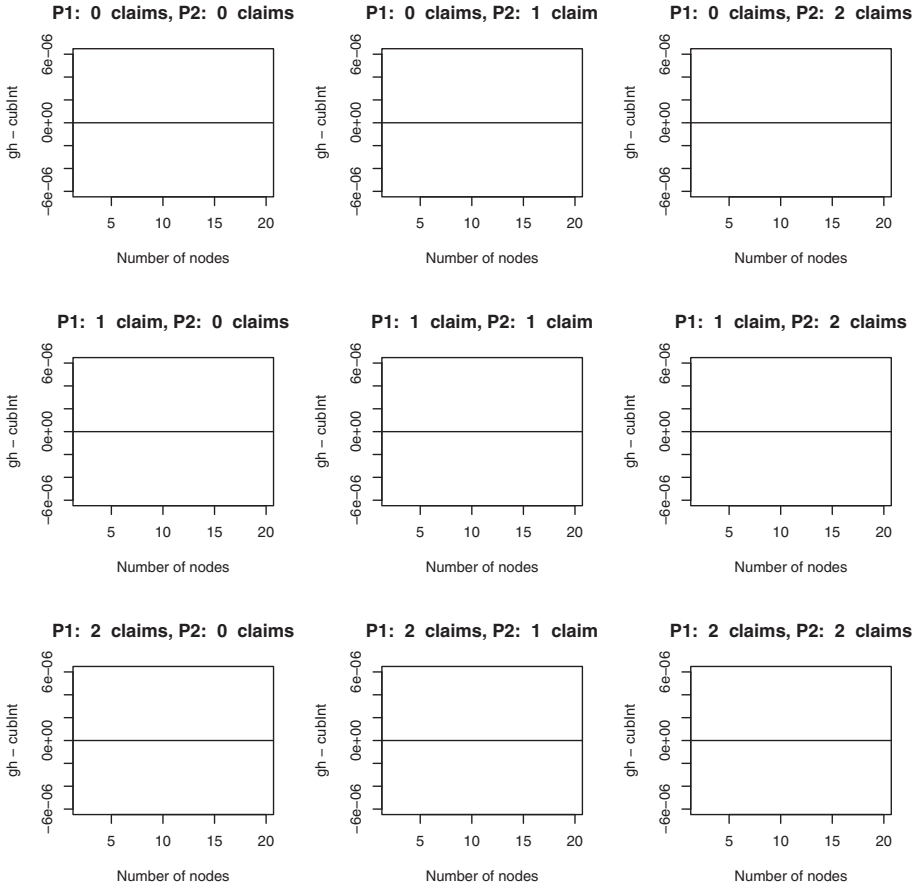 P1: 0 claims, P2: 0 claims
6e−06
0e+00
−6e−06
gh − cubInt
5 10 15 20
Number of nodes
P1: 0 claims, P2: 1 claim
6e−06
0e+00
−6e−06
gh − cubInt
5 10 15 20
Number of nodes
P1: 0 claims, P2: 2 claims
6e−06
0e+00
−6e−06
gh − cubInt
5 10 15 20
Number of nodes
P1: 1 claim, P2: 0 claims
6e−06
0e+00
−6e−06
gh − cubInt
5 10 15 20
Number of nodes
P1: 1 claim, P2: 1 claim
6e−06
0e+00
−6e−06
gh − cubInt
5 10 15 20
Number of nodes
P1: 1 claim, P2: 2 claims
6e−06
0e+00
−6e−06
gh − cubInt
5 10 15 20
Number of nodes
P1: 2 claims, P2: 0 claims
6e−06
0e+00
−6e−06
gh − cubInt
5 10 15 20
Number of nodes
P1: 2 claims, P2: 1 claim
6e−06
0e+00
−6e−06
gh − cubInt
5 10 15 20
Number of nodes
P1: 2 claims, P2: 2 claims
6e−06
0e+00
−6e−06
gh − cubInt
5 10 15 20
Number of nodes